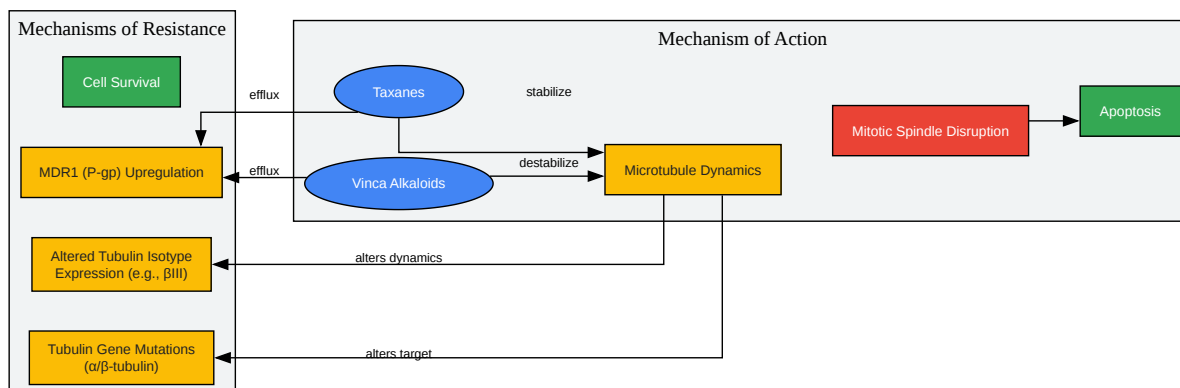 Mechanisms of Resistance
Cell Survival
MDR1 (P-gp) Upregulation
Altered Tubulin Isotype
Expression (e.g., βIII)
Tubulin Gene Mutations
(α/β-tubulin)
efflux
efflux
alters dynamics
alters target
Mechanism of Action
Taxanes
Vinca Alkaloids
stabilize
destabilize
Microtubule Dynamics
Mitotic Spindle Disruption
Apoptosis